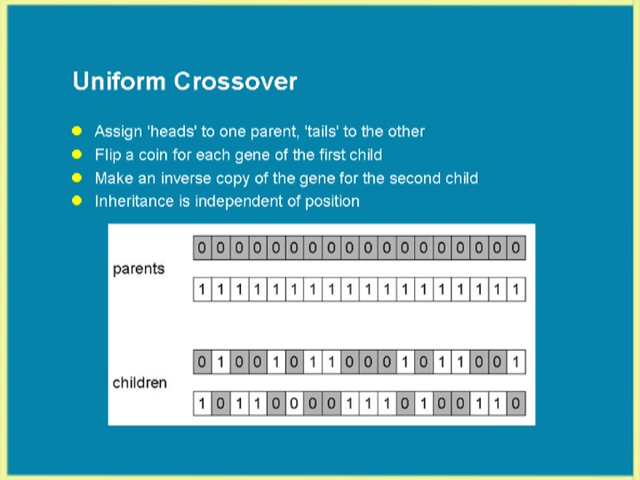 Uniform Crossover
Assign 'heads' to one parent, 'tails' to the other
Flip a coin for each gene of the first child
Make an inverse copy of the gene for the second child
Inheritance is independent of position
0 0 0 0 0 0 0 0 0 0 0 0 0 0 0 0 0 0
parents
1 1 1 1 1 1 1 1 1 1 1 1 1 1 1 1 1 1
0 1 0 0 1 0 1 1 0 0 0 1 0 1 1 0 0 1
children
1 0 1 1 0 0 0 0 1 1 1 0 1 0 0 1 1 0